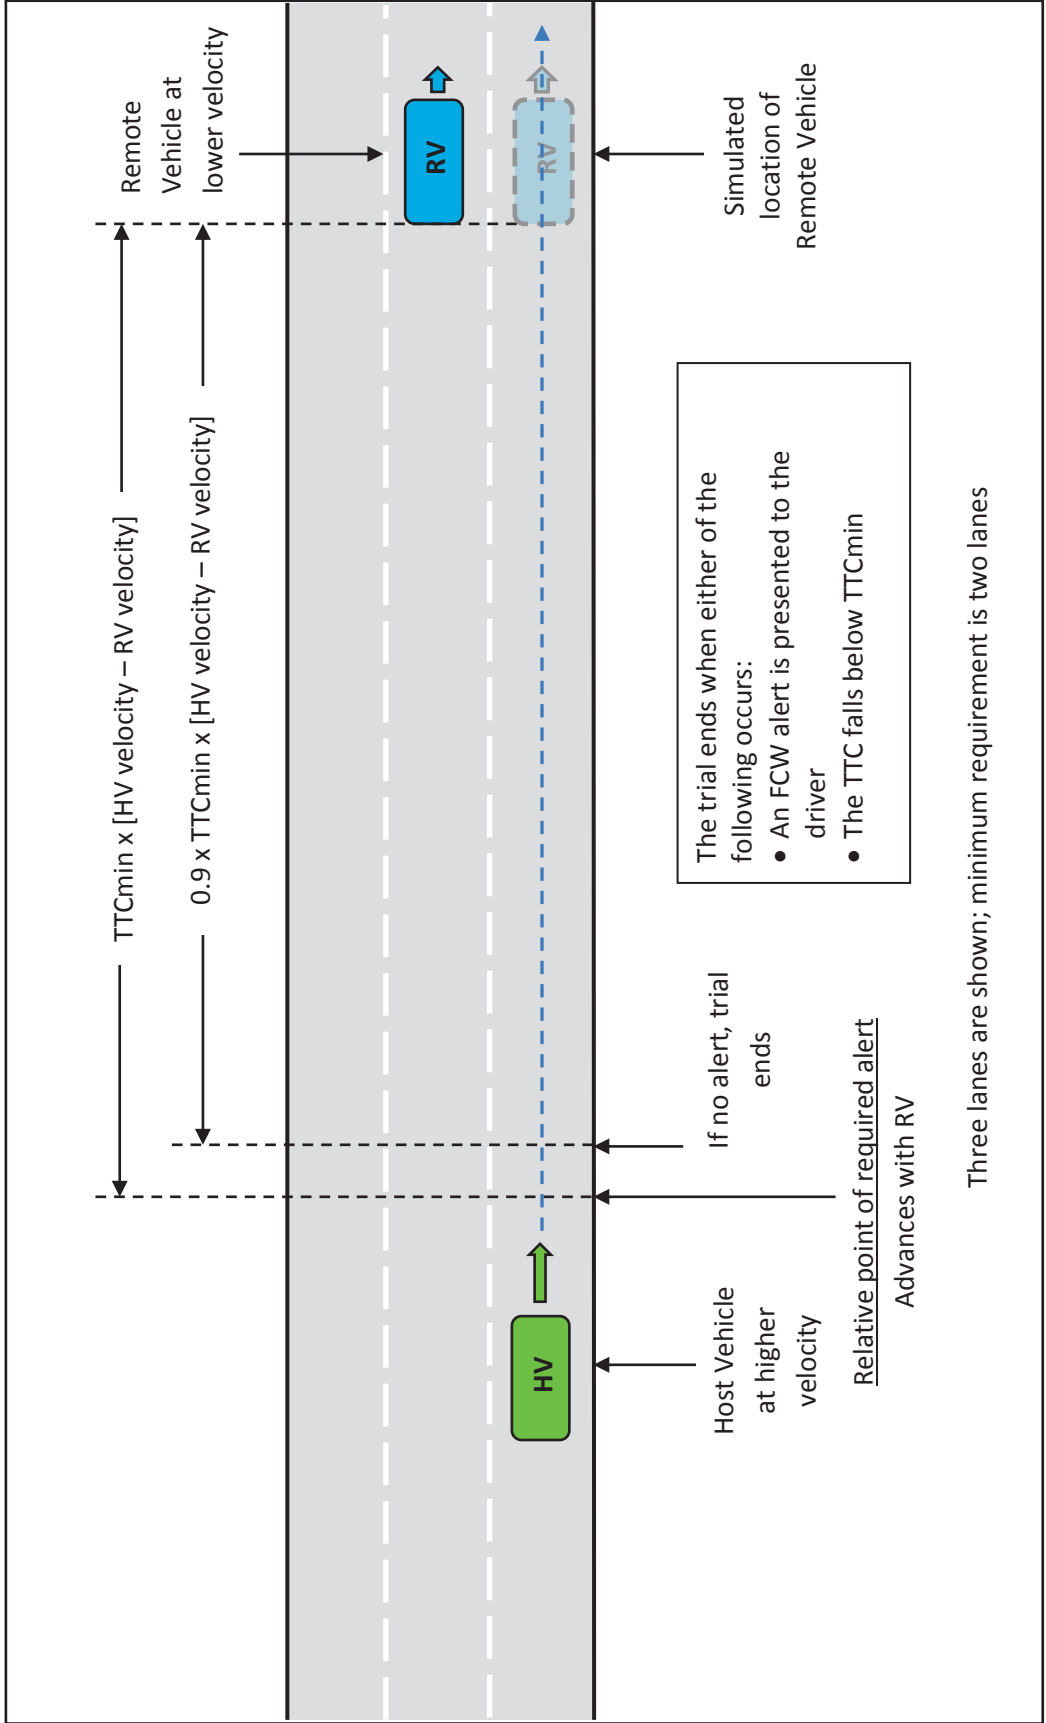 TTCmin x [HV velocity – RV velocity]
0.9 x TTCmin x [HV velocity – RV velocity]
Remote
Vehicle at
lower velocity
RV
RV
HV
Host Vehicle
at higher
velocity
If no alert, trial
ends
Relative point of required alert
Advances with RV
The trial ends when either of the
following occurs:
● An FCW alert is presented to the
driver
● The TTC falls below TTCmin
Simulated
location of
Remote Vehicle
Three lanes are shown; minimum requirement is two lanes